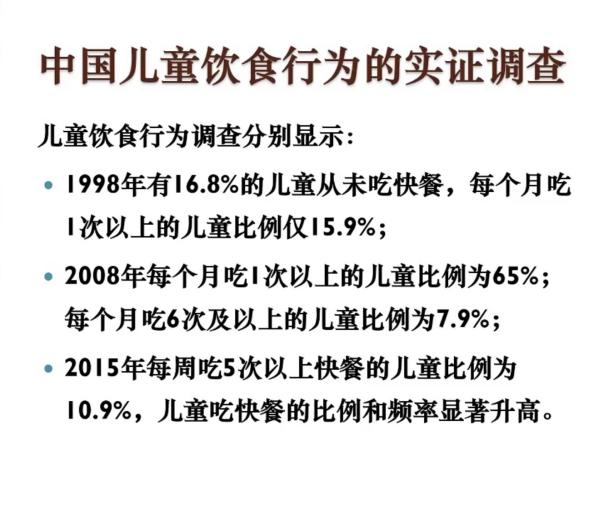 中国儿童饮食行为的实证调查
儿童饮食行为调查分别显示：
• 1998年有16.8%的儿童从未吃快餐，每个月吃
1次以上的儿童比例仅15.9%；
• 2008年每个月吃1次以上的儿童比例为65%；
每个月吃6次及以上的儿童比例为7.9%；
• 2015年每周吃5次以上快餐的儿童比例为
10.9%，儿童吃快餐的比例和频率显著升高。